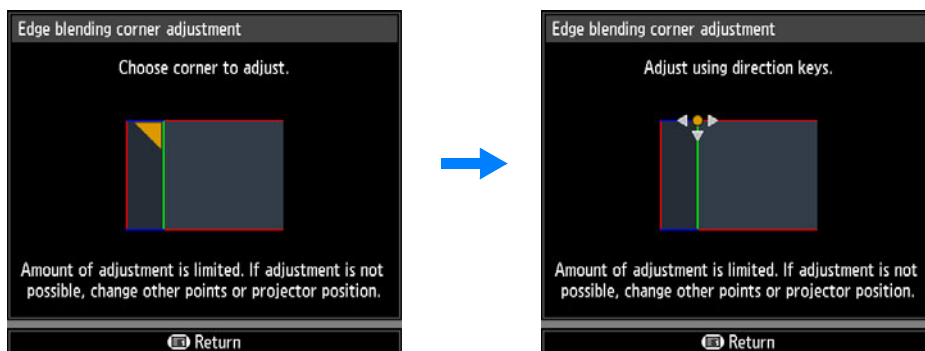 Edge blending corner adjustment
Choose corner to adjust.
Amount of adjustment is limited. If adjustment is not
possible, change other points or projector position.
Return
Edge blending corner adjustment
Adjust using direction keys.
Amount of adjustment is limited. If adjustment is not
possible, change other points or projector position.
Return